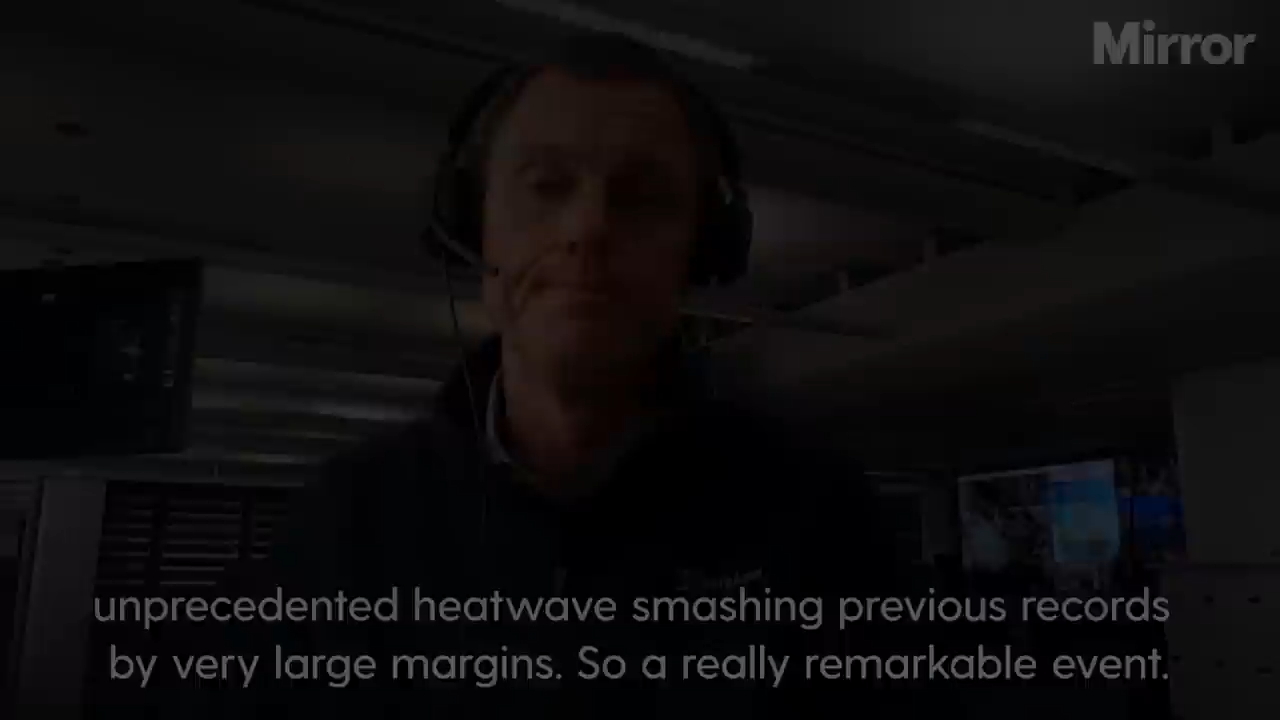 Mirror
unprecedented heatwave smashing previous records
by very large margins. So a really remarkable event.